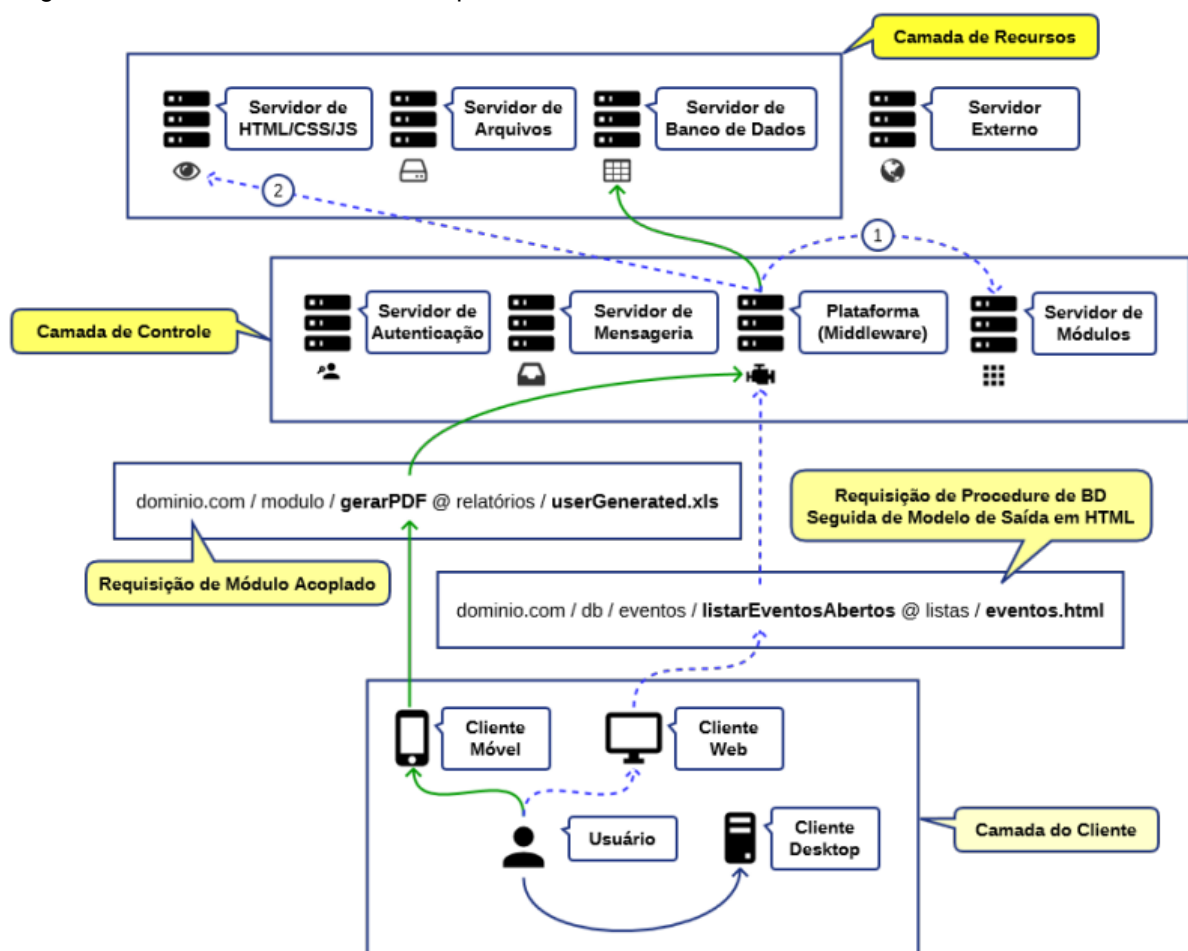 Camada de Recursos
Servidor de
HTML/CSS/JS
Servidor de
Arquivos
Servidor de
Banco de Dados
Servidor
Externo
2
1
Camada de Controle
Servidor de
Autenticação
Servidor de
Mensageria
Plataforma
(Middleware)
Servidor de
Módulos
dominio.com / modulo / gerarPDF @ relatórios / userGenerated.xls
Requisição de Procedure de BD
Seguida de Modelo de Saída em HTML
Requisição de Módulo Acoplado
dominio.com / db / eventos / listarEventosAbertos @ listas / eventos.html
Cliente
Móvel
Cliente
Web
Usuário
Cliente
Desktop
Camada do Cliente